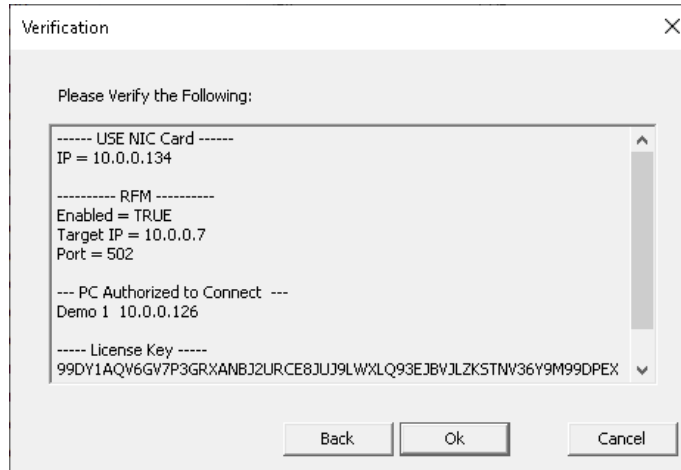 Verification
Please Verify the Following:
------ USE NIC Card ------
IP = 10.0.0.134
---------- RFM ----------
Enabled = TRUE
Target IP = 10.0.0.7
Port = 502
--- PC Authorized to Connect ---
Demo 1 10.0.0.126
----- License Key -----
99DY1AQV6GV7P3GRXANBJ2URCE8JUJ9LWXLQ93EJBVJLZKSTNV36Y9M99DPEX
Back
Ok
Cancel